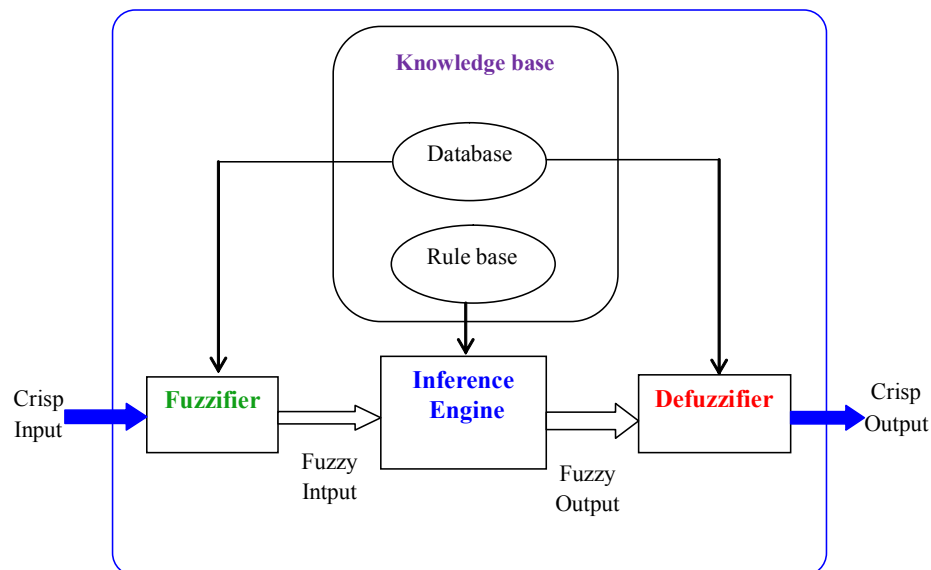 Knowledge base
Database
Rule base
Crisp
Input
Fuzzifier
Fuzzy
Intput
Inference
Engine
Fuzzy
Output
Defuzzifier
Crisp
Output